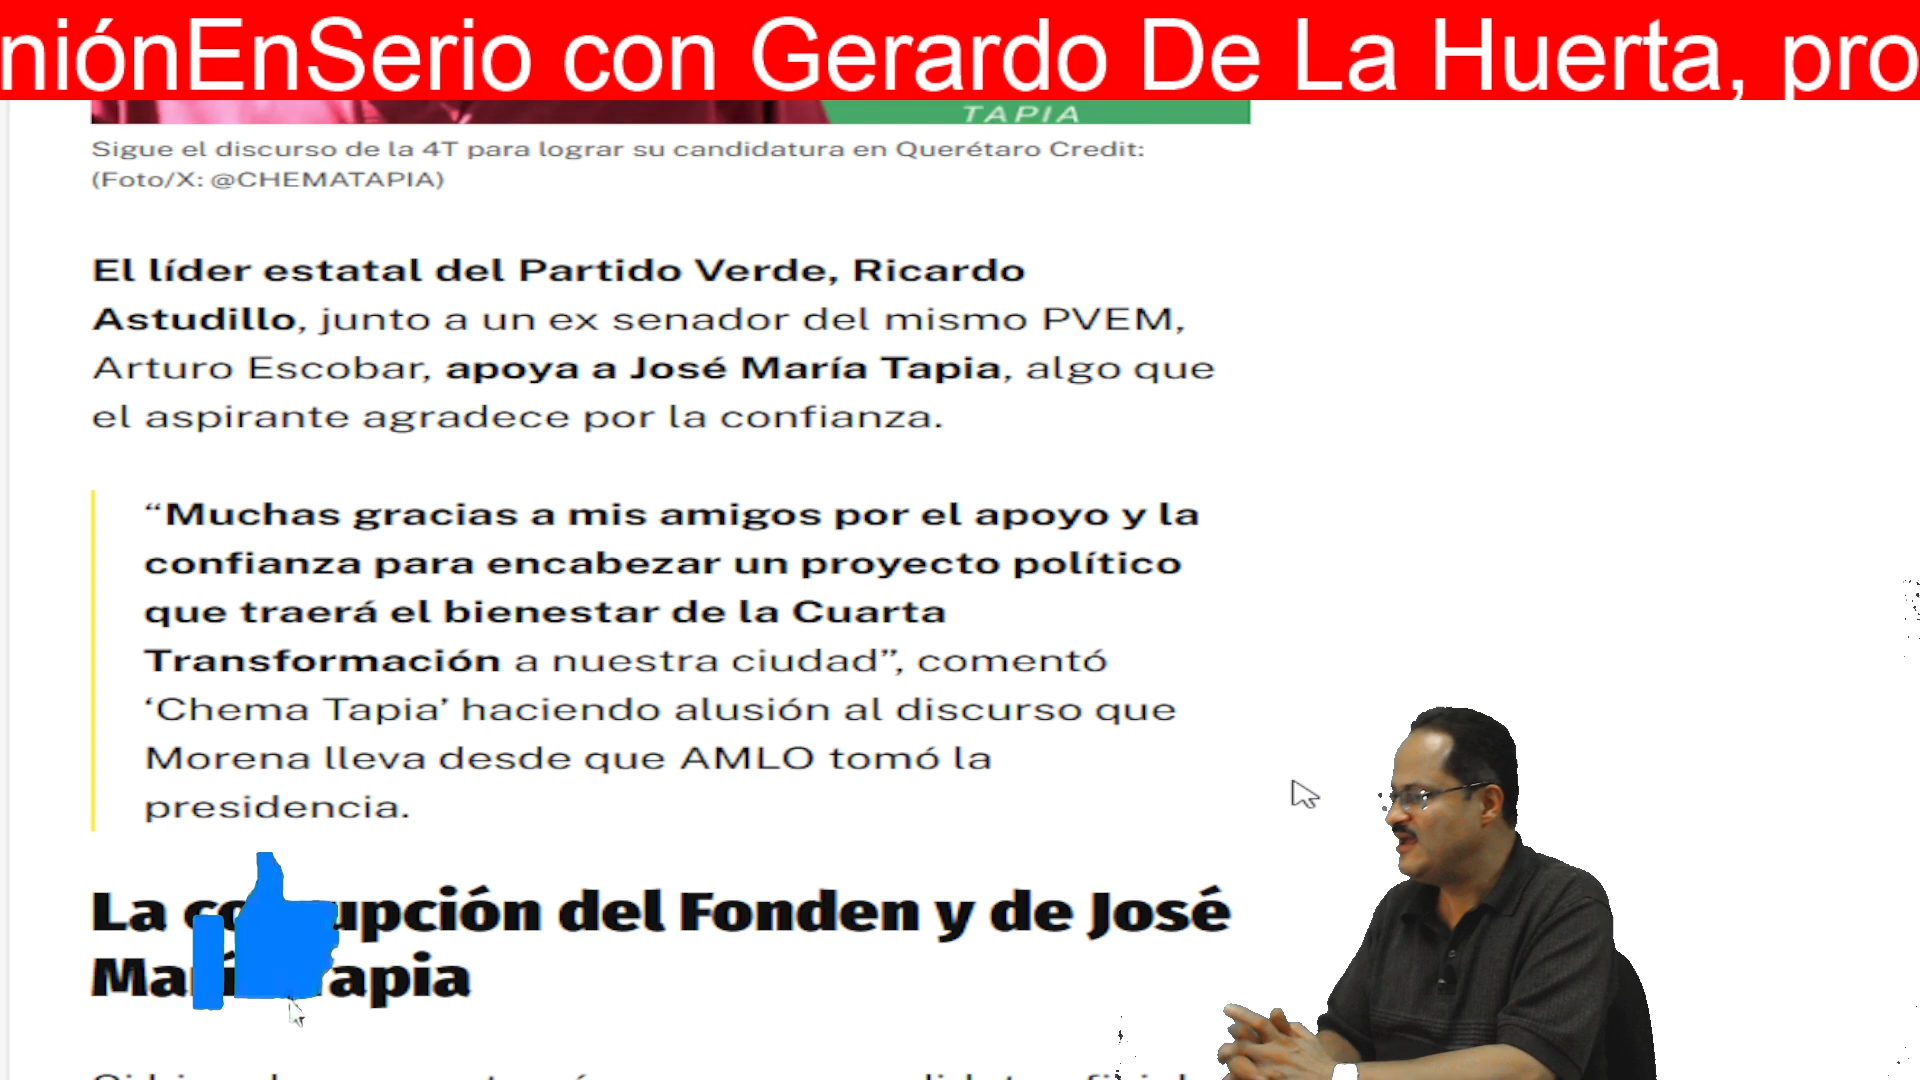 niónEnSerio con Gerardo De La Huerta, pro
TAPIA
Sigue el discurso de la 4T para lograr su candidatura en Querétaro Credit:
(Foto/X: @CHEMATAPIA)
El líder estatal del Partido Verde, Ricardo
Astudillo, junto a un ex senador del mismo PVEM,
Arturo Escobar, apoya a José María Tapia, algo que
el aspirante agradece por la confianza.
“Muchas gracias a mis amigos por el apoyo y la
confianza para encabezar un proyecto político
que traerá el bienestar de la Cuarta
Transformación a nuestra ciudad”, comentó
‘Chema Tapia’ haciendo alusión al discurso que
Morena lleva desde que AMLO tomó la
presidencia.
La corrupción del Fonden y de José
María Tapia